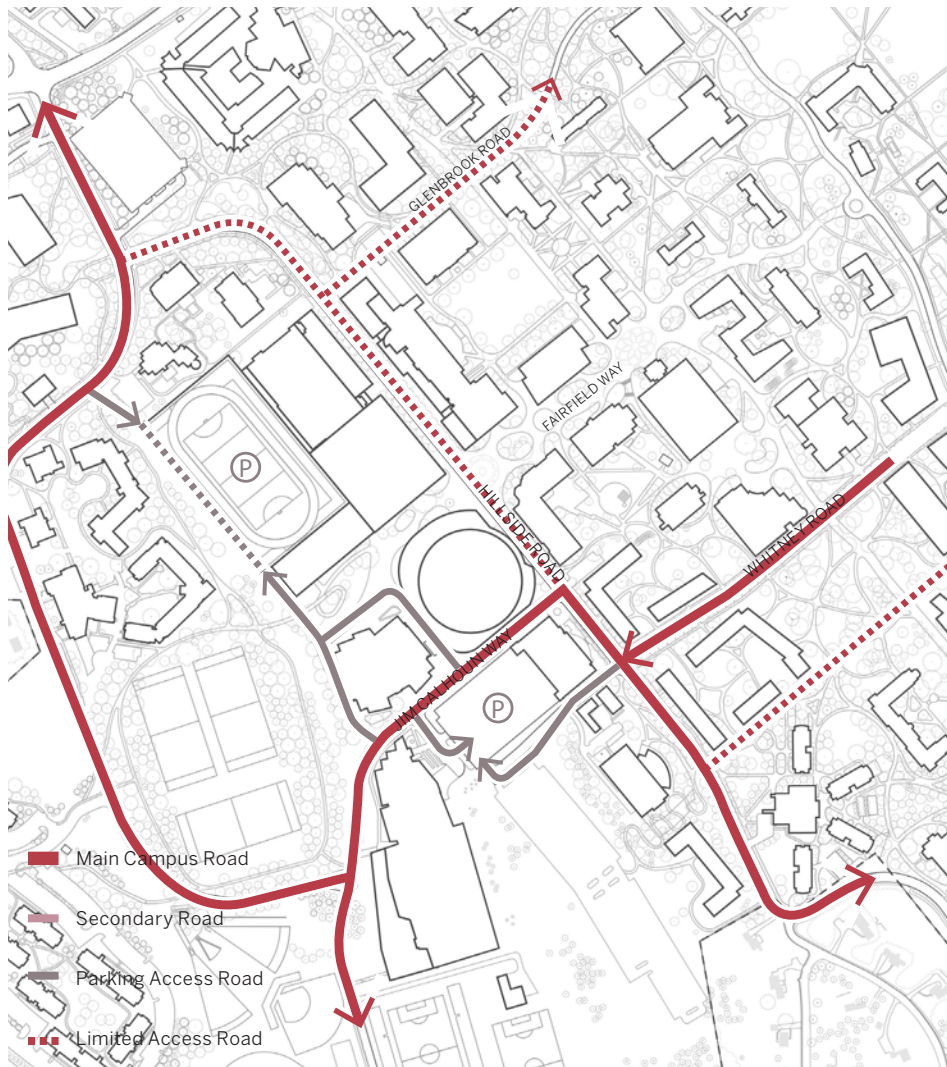 GLENBROOK ROAD
FAIRFIELD WAY
P
HILLSIDE ROAD
WHITNEY ROAD
JIM CALHOUN WAY
P
Main Campus Road
Secondary Road
Parking Access Road
Limited Access Road